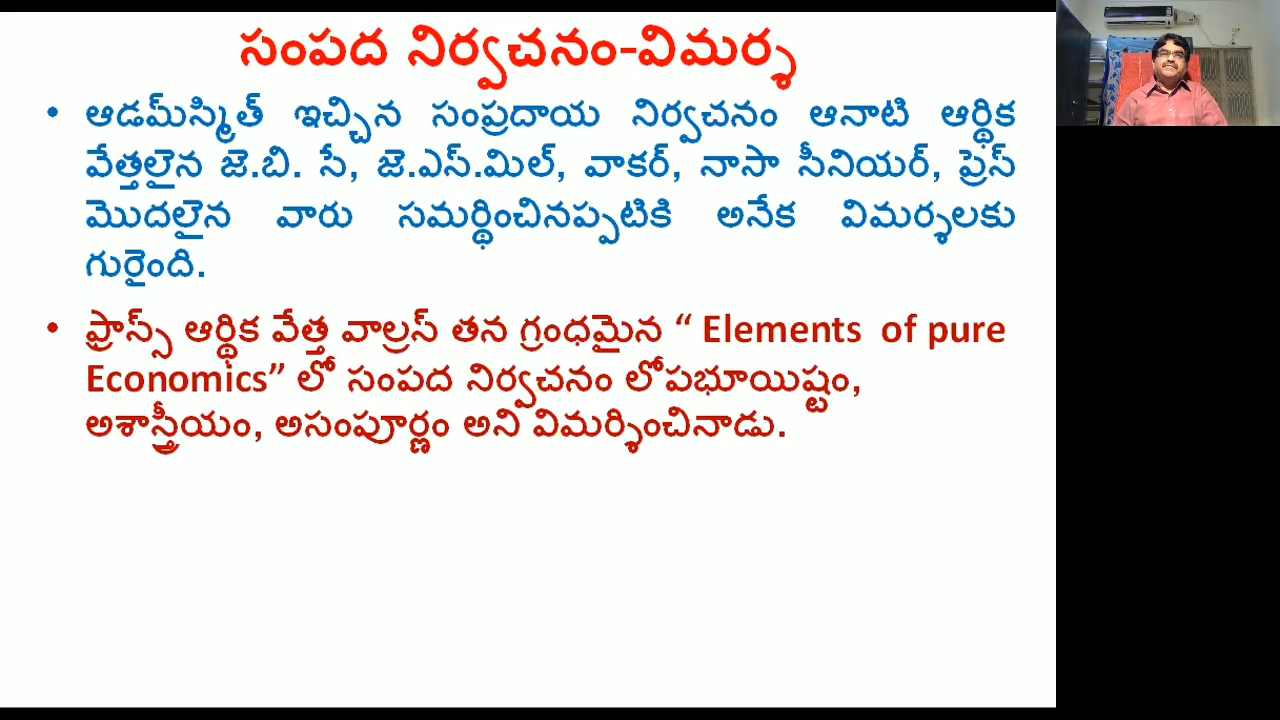 సంపద నిర్వచనం-విమర్శ
• ఆడమ్‌స్మిత్ ఇచ్చిన సంప్రదాయ నిర్వచనం ఆనాటి ఆర్థిక
వేత్తలైన జె.బి. సే, జె.ఎస్.మిల్, వాకర్, నాసా సీనియర్, ప్రైస్
మొదలైన వారు సమర్థించినప్పటికి అనేక విమర్శలకు
గురైంది.
• ఫ్రాన్స్ ఆర్థిక వేత్త వాల్రస్ తన గ్రంధమైన “ Elements of pure
Economics” లో సంపద నిర్వచనం లోపభూయిష్టం,
అశాస్త్రీయం, అసంపూర్ణం అని విమర్శించినాడు.